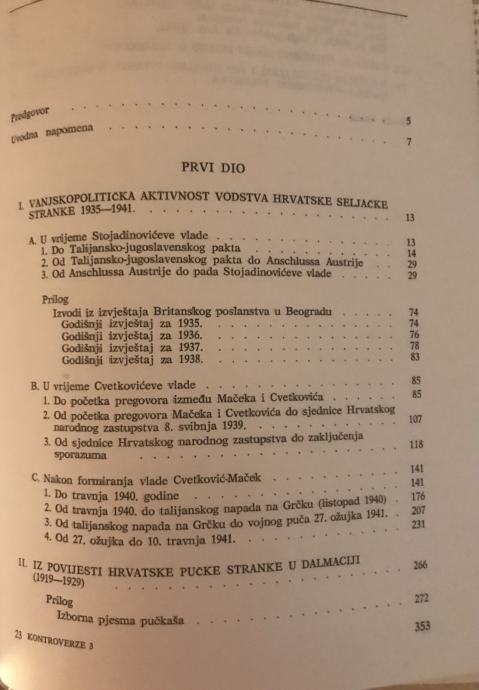 Predgovor . . . . . . . . . . . . . . . . 5
Uvodna napomena . . . . . . . . . . . . . . 7
PRVI DIO
I. VANJSKOPOLITIČKA AKTIVNOST VODSTVA HRVATSKE SELJAČKE
STRANKE 1935—1941. . . . . . . . . . . . . . 13
A. U vrijeme Stojadinovićeve vlade . . . . . . . . . . 13
1. Do Talijansko-jugoslavenskog pakta . . . . . . . . . 14
2. Od Talijansko-jugoslavenskog pakta do Anschlussa Austrije . . 29
3. Od Anschlussa Austrije do pada Stojadinovićeve vlade . . . 29
Prilog
Izvodi iz izvještaja Britanskog poslanstva u Beogradu . . . . 74
Godišnji izvještaj za 1935. . . . . . . . . . . . 74
Godišnji izvještaj za 1936. . . . . . . . . . . . 76
Godišnji izvještaj za 1937. . . . . . . . . . . . 78
Godišnji izvještaj za 1938. . . . . . . . . . . . 83
B. U vrijeme Cvetkovićeve vlade . . . . . . . . . . . 85
1. Do početka pregovora između Mačeka i Cvetkovića . . . . 85
2. Od početka pregovora Mačeka i Cvetkovića do sjednice Hrvatskog
narodnog zastupstva 8. svibnja 1939. . . . . . . . . 107
3. Od sjednice Hrvatskog narodnog zastupstva do zaključenja
sporazuma . . . . . . . . . . . . . . . 118
C. Nakon formiranja vlade Cvetković-Maček . . . . . . . 141
1. Do travnja 1940. godine . . . . . . . . . . . . 141
2. Od travnja 1940. do talijanskog napada na Grčku (listopad 1940) . 176
3. Od talijanskog napada na Grčku do vojnog puča 27. ožujka 1941. . 207
4. Od 27. ožujka do 10. travnja 1941. . . . . . . . . . 231
II. IZ POVIJESTI HRVATSKE PUČKE STRANKE U DALMACIJI
(1919—1929) . . . . . . . . . . . . . . . 266
Prilog
Izborna pjesma pučkaša . . . . . . . . . . . . 272
23 KONTROVERZE 3 353